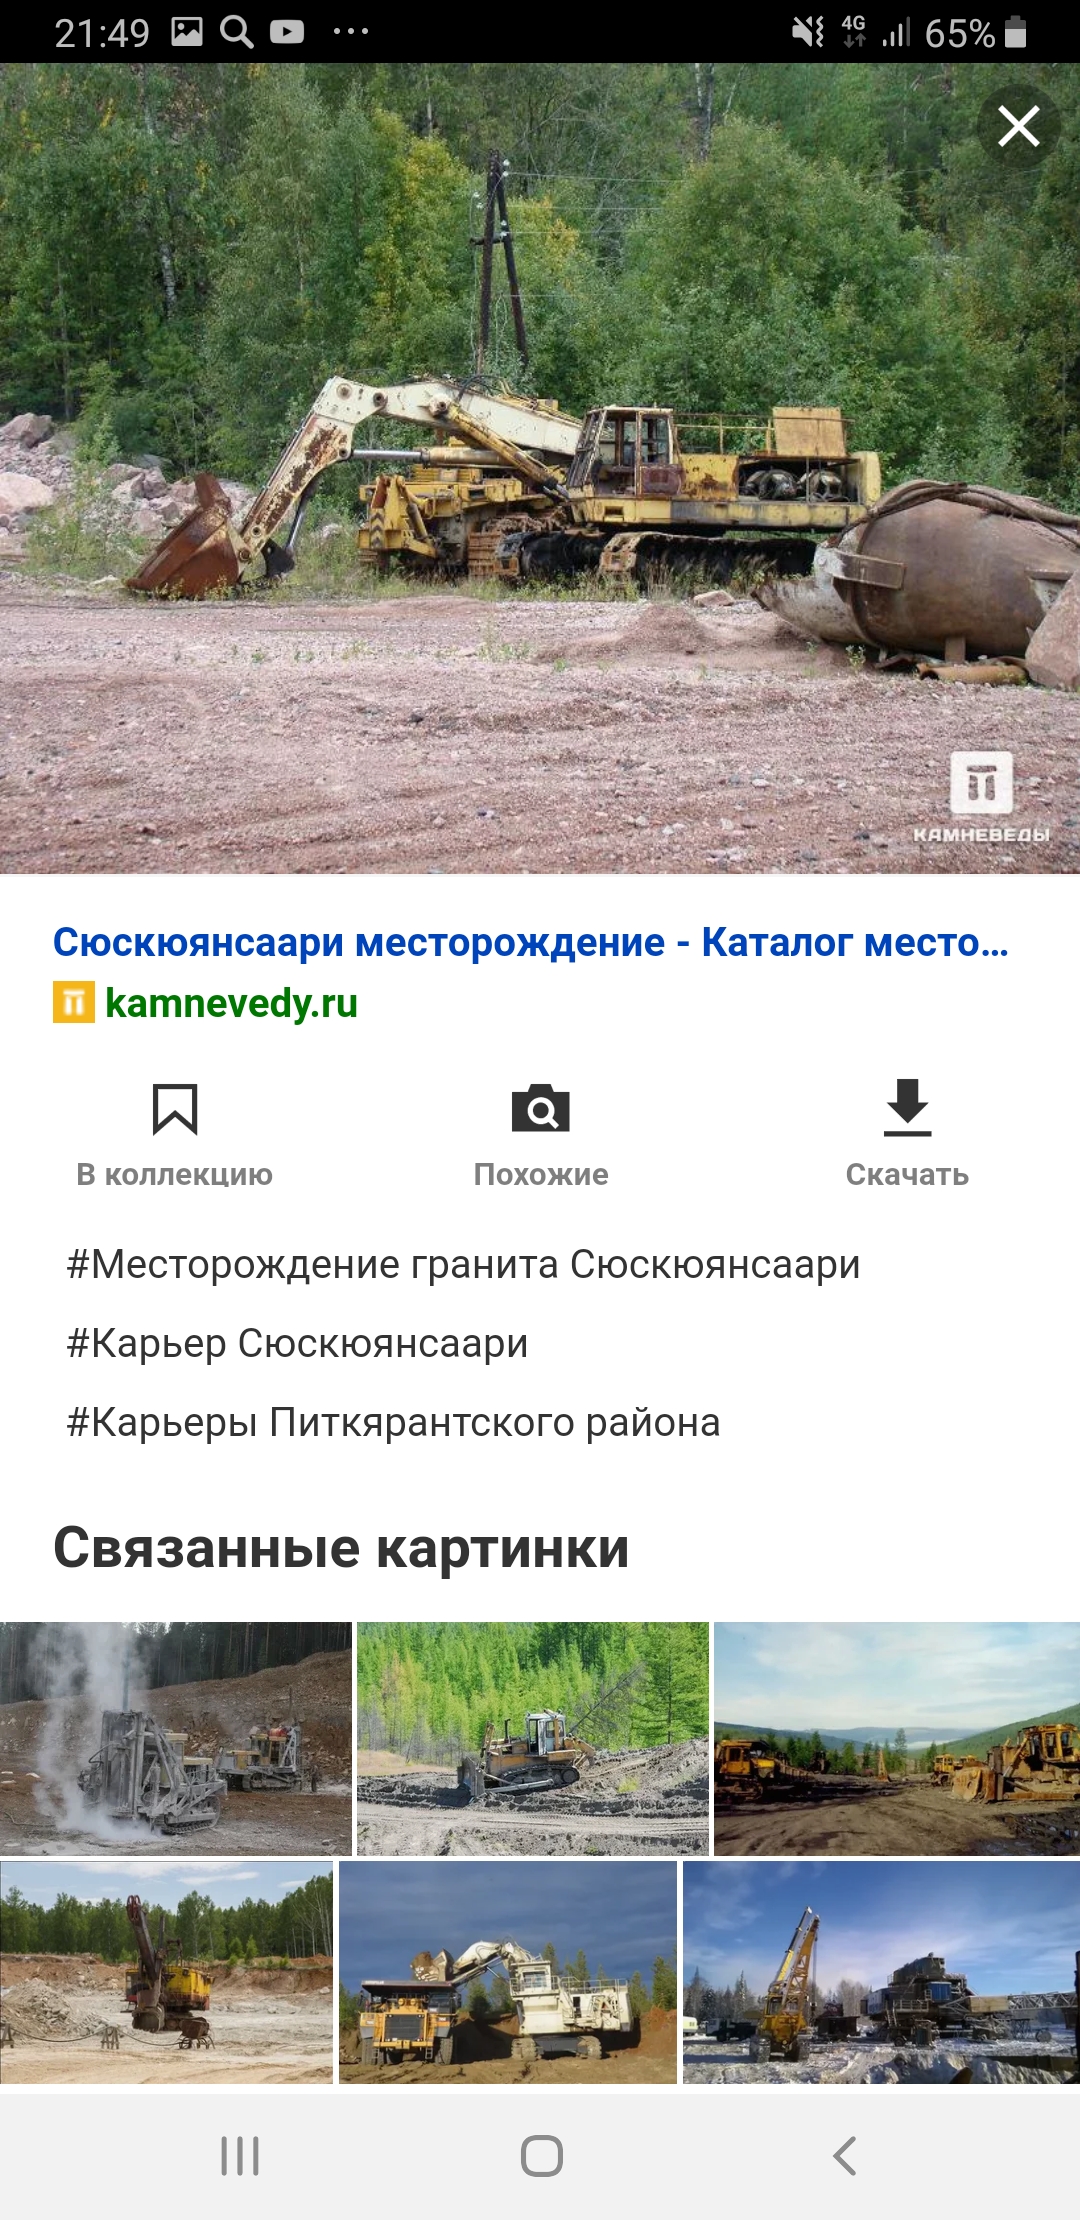 21:49
4G
65%
КАМНЕВЕДЫ
Сюскюянсаари месторождение - Каталог место...
kamnevedy.ru
В коллекцию
Похожие
Скачать
#Месторождение гранита Сюскюянсаари
#Карьер Сюскюянсаари
#Карьеры Питкярантского района
Связанные картинки